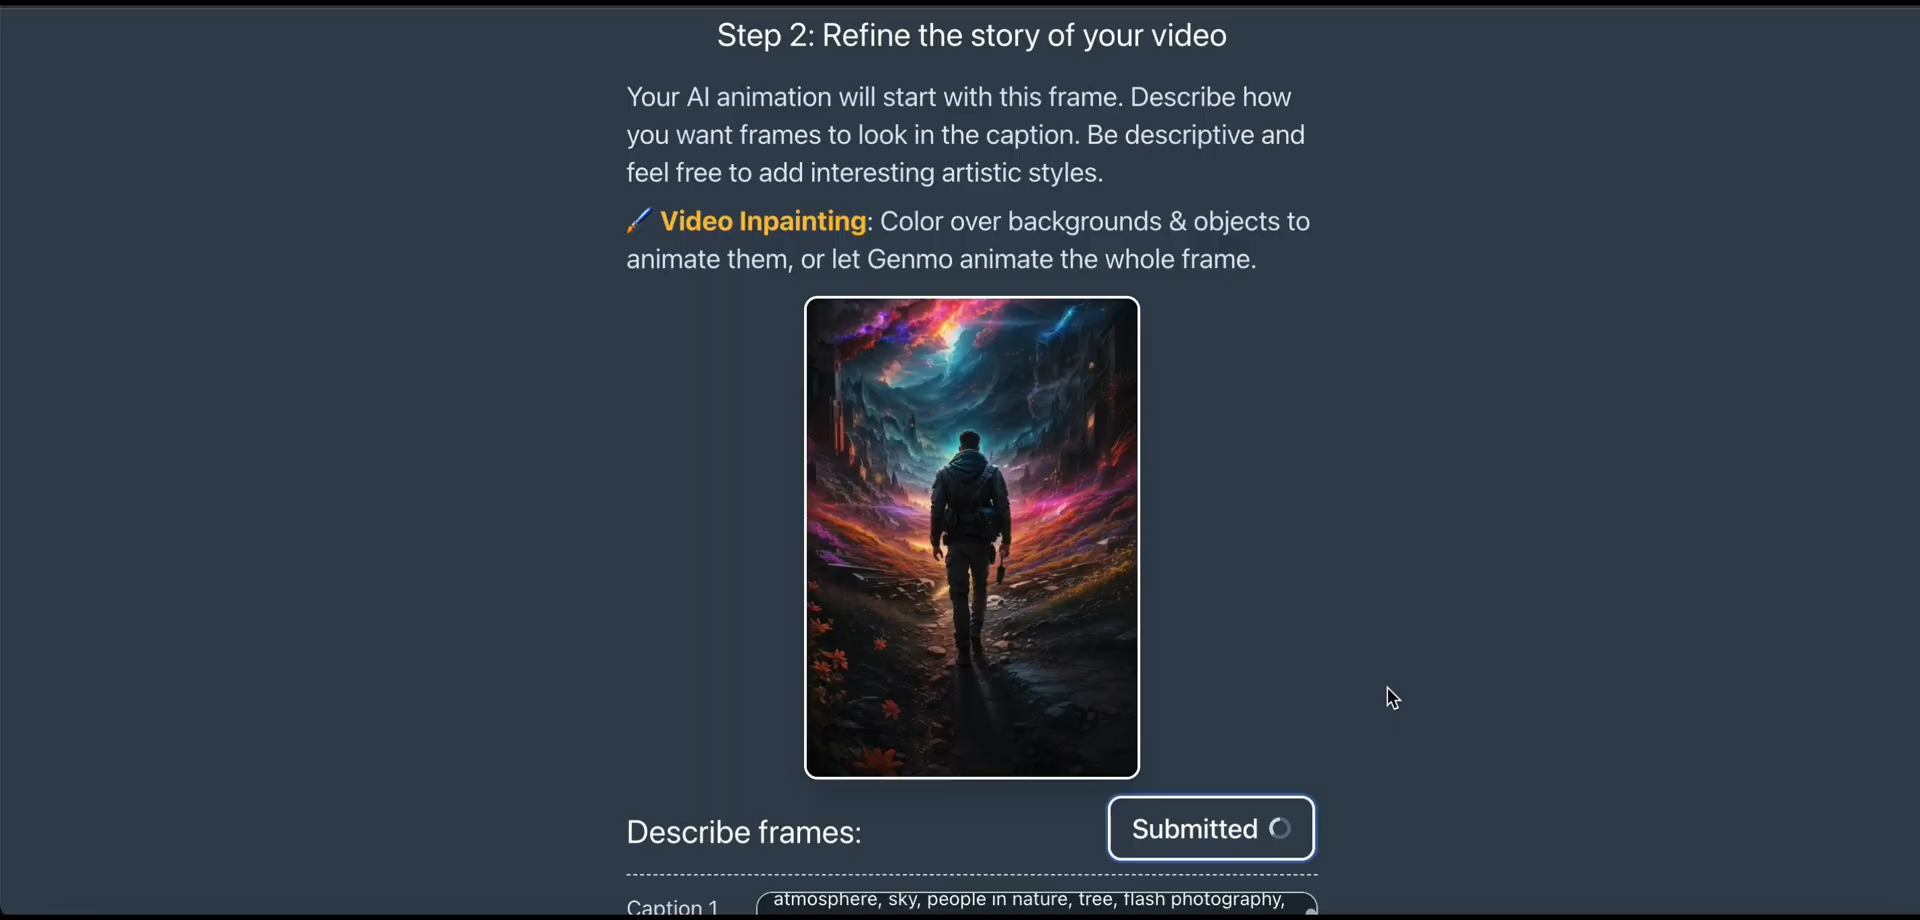 Step 2: Refine the story of your video
Your AI animation will start with this frame. Describe how
you want frames to look in the caption. Be descriptive and
feel free to add interesting artistic styles.
🖌️ Video Inpainting: Color over backgrounds & objects to
animate them, or let Genmo animate the whole frame.
Describe frames:
Submitted
Caption 1
atmosphere, sky, people in nature, tree, flash photography,